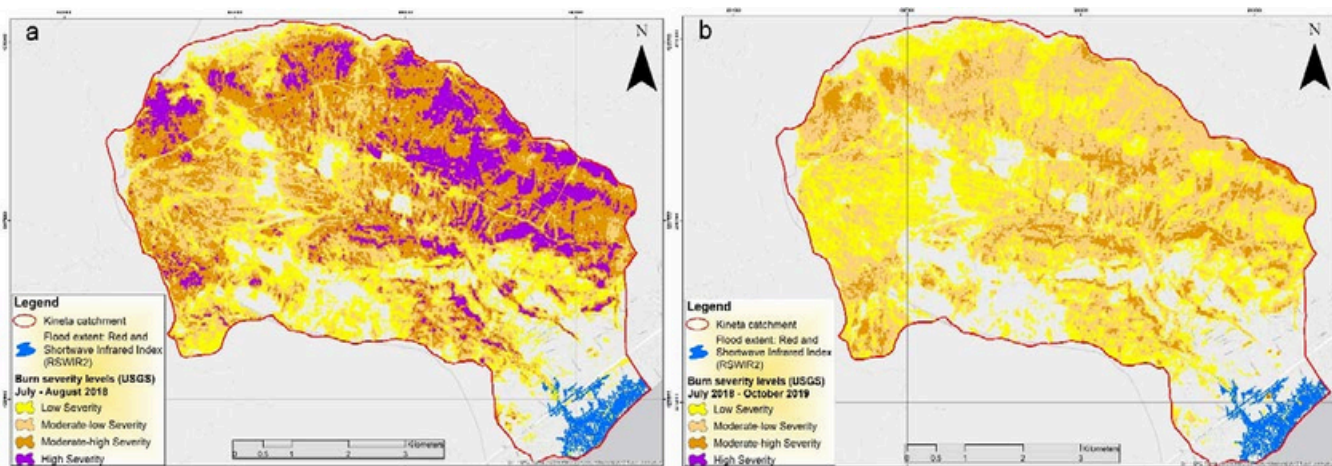 a
N
Legend
Kineta catchment
Flood extent: Red and
Shortwave Infrared Index
(RSWIR2)
Burn severity levels (USGS)
July - August 2018
Low Severity
Moderate-low Severity
Moderate-high Severity
High Severity
Kilometers
0 0.5 1 2 3
b
N
Legend
Kineta catchment
Flood extent: Red and
Shortwave Infrared Index
(RSWIR2)
Burn severity levels (USGS)
July 2018 - October 2019
Low Severity
Moderate-low Severity
Moderate-high Severity
High Severity
Kilometers
0 0.5 1 2 3